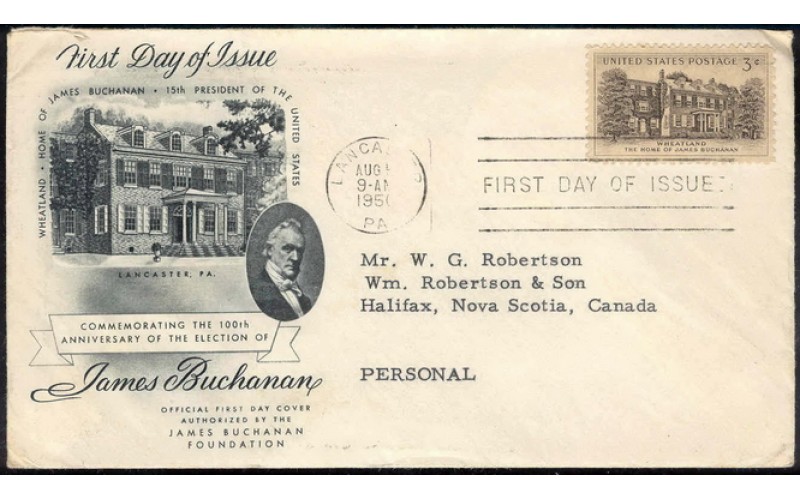 First Day of Issue
WHEATLAND · HOME OF JAMES BUCHANAN · 15th PRESIDENT OF THE UNITED STATES
LANCASTER, PA.
COMMEMORATING THE 100th
ANNIVERSARY OF THE ELECTION OF
James Buchanan
OFFICIAL FIRST DAY COVER
AUTHORIZED BY THE
JAMES BUCHANAN
FOUNDATION
UNITED STATES POSTAGE 3¢
WHEATLAND
THE HOME OF JAMES BUCHANAN
LANCASTER
AUG
9-AM
PA
FIRST DAY OF ISSUE
Mr. W. G. Robertson
Wm. Robertson & Son
Halifax, Nova Scotia, Canada
PERSONAL